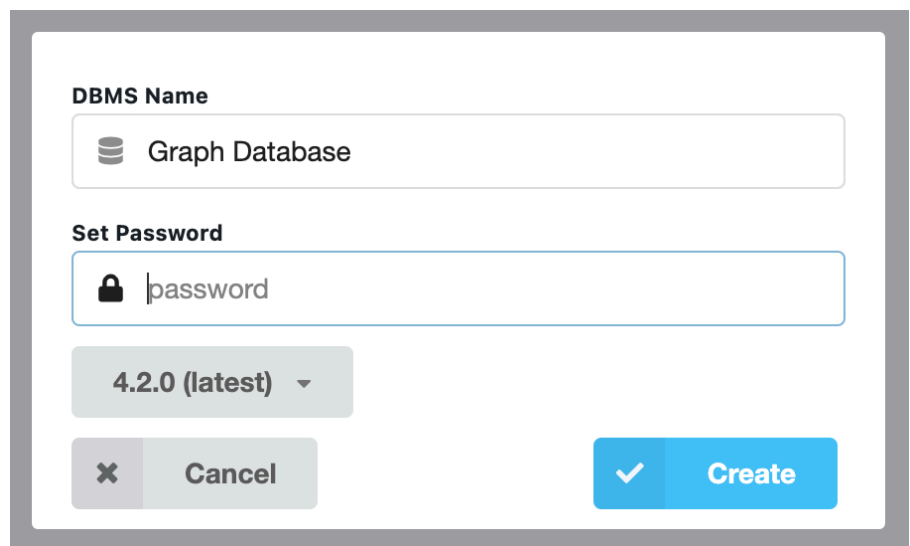 DBMS Name
Graph Database
Set Password
password
4.2.0 (latest)
Cancel
Create